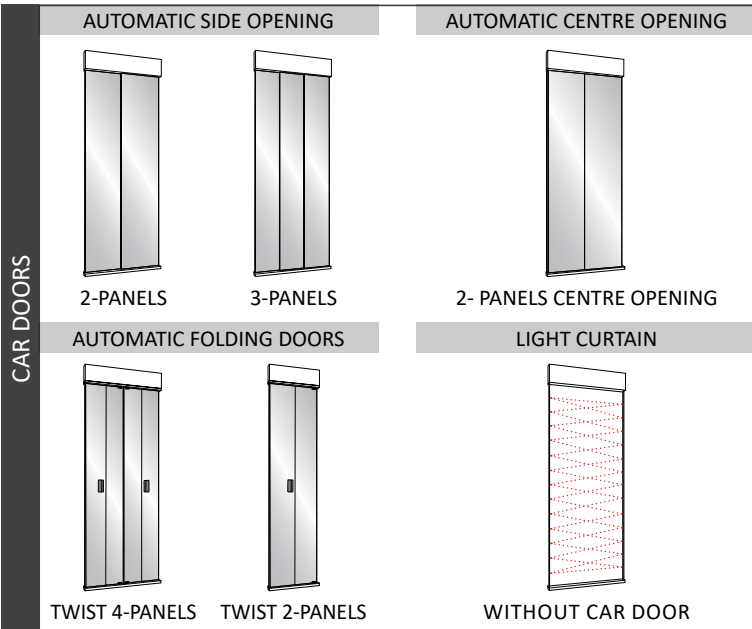 CAR DOORS
AUTOMATIC SIDE OPENING
2-PANELS
3-PANELS
AUTOMATIC CENTRE OPENING
2- PANELS CENTRE OPENING
AUTOMATIC FOLDING DOORS
TWIST 4-PANELS
TWIST 2-PANELS
LIGHT CURTAIN
WITHOUT CAR DOOR